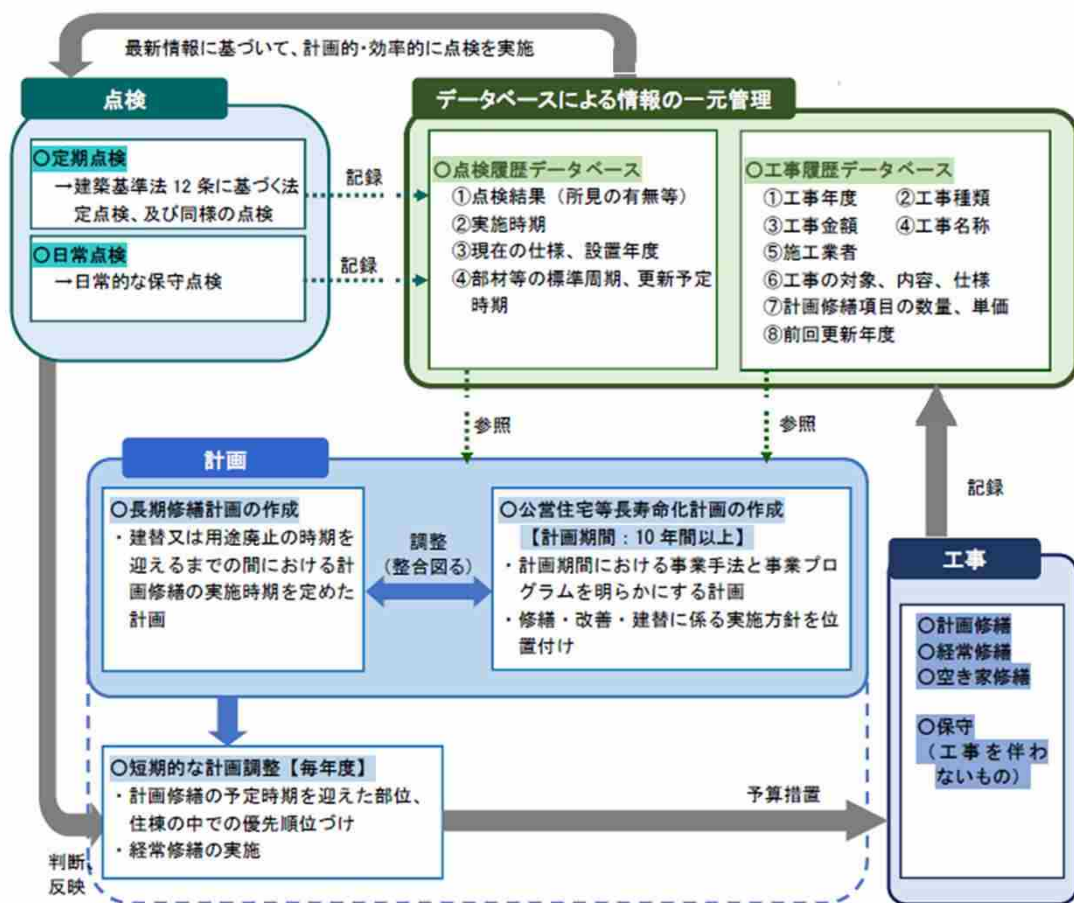 最新情報に基づいて、計画的・効率的に点検を実施
点検
〇定期点検
→建築基準法 12 条に基づく法
定点検、及び同様の点検
〇日常点検
→日常的な保守点検
記録
記録
データベースによる情報の一元管理
〇点検履歴データベース
①点検結果（所見の有無等）
②実施時期
③現在の仕様、設置年度
④部材等の標準周期、更新予定
時期
〇工事履歴データベース
①工事年度　②工事種類
③工事金額　④工事名称
⑤施工業者
⑥工事の対象、内容、仕様
⑦計画修繕項目の数量、単価
⑧前回更新年度
参照
参照
計画
〇長期修繕計画の作成
・建替又は用途廃止の時期を
迎えるまでの間における計
画修繕の実施時期を定めた
計画
調整
（整合図る）
〇公営住宅等長寿命化計画の作成
【計画期間：10 年間以上】
・計画期間における事業手法と事業プロ
グラムを明らかにする計画
・修繕・改善・建替に係る実施方針を位
置付け
記録
工事
〇計画修繕
〇経常修繕
〇空き家修繕
〇保守
（工事を伴わ
ないもの）
〇短期的な計画調整【毎年度】
・計画修繕の予定時期を迎えた部位、
住棟の中での優先順位づけ
・経常修繕の実施
予算措置
判断、
反映